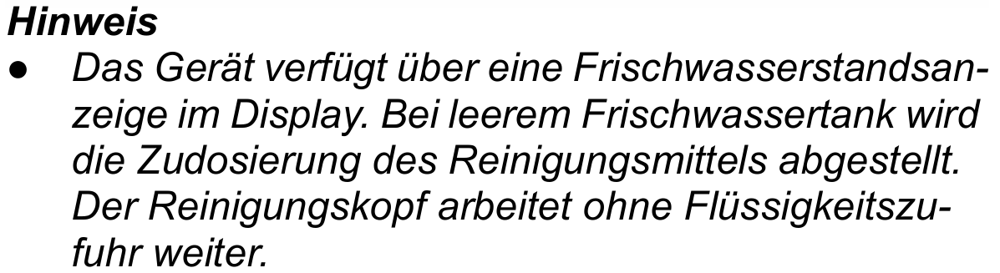 Hinweis
● Das Gerät verfügt über eine Frischwasserstandsan-
zeige im Display. Bei leerem Frischwassertank wird
die Zudosierung des Reinigungsmittels abgestellt.
Der Reinigungskopf arbeitet ohne Flüssigkeitszu-
fuhr weiter.